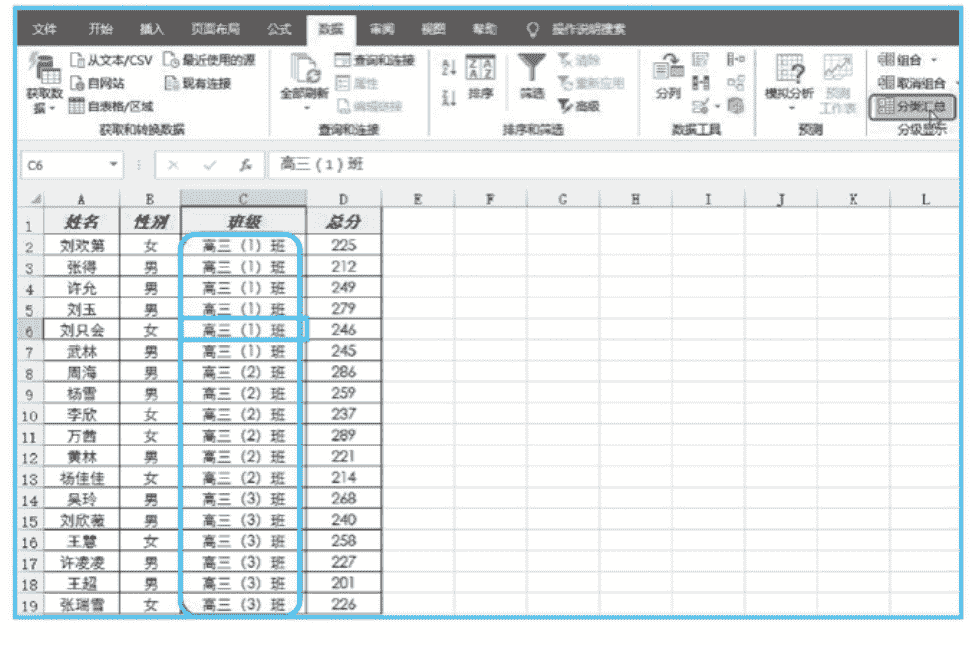 文件 开始 插入 页面布局 公式 数据 审阅 视图 帮助 操作说明搜索
从文本/CSV 最近使用的源 查询和连接 清除 组合
获取数据 自网站 现有连接 全部刷新 属性 排序 筛选 重新应用 分列 模拟分析 预测工作表 取消组合
自表格/区域 编辑链接 高级 分类汇总
获取和转换数据 查询和连接 排序和筛选 数据工具 预测 分级显示
C6 fx 高三(1)班
A B C D E F G H I J K L
1 姓名 性别 班级 总分
2 刘欢第 女 高三(1)班 225
3 张得 男 高三(1)班 212
4 许允 男 高三(1)班 249
5 刘玉 男 高三(1)班 279
6 刘只会 女 高三(1)班 246
7 武林 男 高三(1)班 245
8 周海 男 高三(2)班 286
9 杨雪 男 高三(2)班 259
10 李欣 女 高三(2)班 237
11 万茜 女 高三(2)班 289
12 黄林 男 高三(2)班 221
13 杨佳佳 女 高三(2)班 214
14 吴玲 男 高三(3)班 268
15 刘欣薇 男 高三(3)班 240
16 王慧 女 高三(3)班 258
17 许凌凌 男 高三(3)班 227
18 王超 男 高三(3)班 201
19 张瑞雪 女 高三(3)班 226